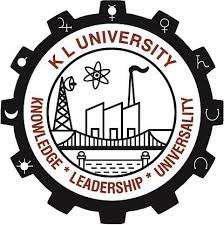 K L UNIVERSITY
KNOWLEDGE * LEADERSHIP * UNIVERSALITY